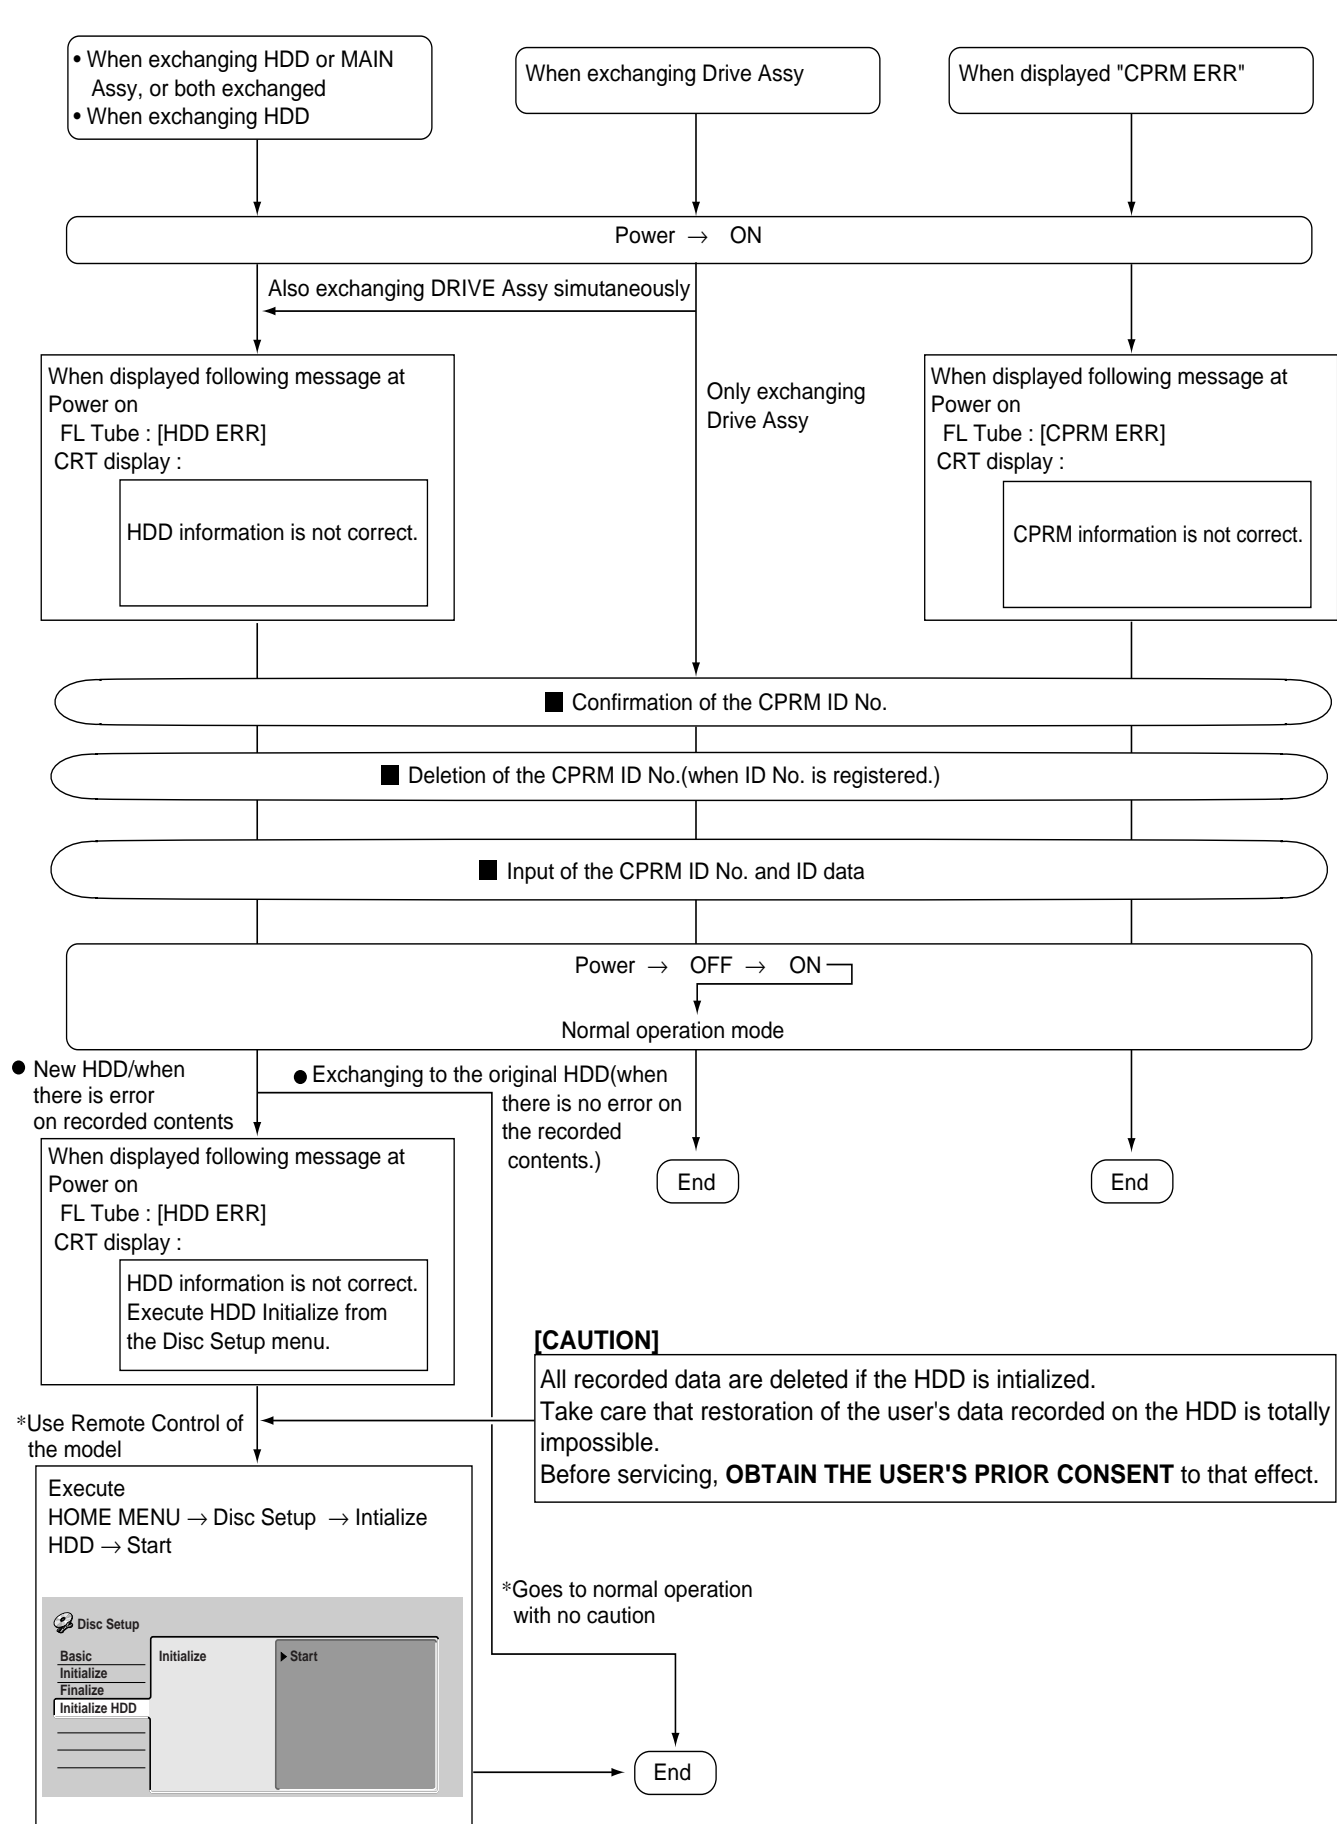 • When exchanging HDD or MAIN
Assy, or both exchanged
• When exchanging HDD
When exchanging Drive Assy
When displayed "CPRM ERR"
Power → ON
Also exchanging DRIVE Assy simutaneously
When displayed following message at
Power on
FL Tube : [HDD ERR]
CRT display :
HDD information is not correct.
Only exchanging
Drive Assy
When displayed following message at
Power on
FL Tube : [CPRM ERR]
CRT display :
CPRM information is not correct.
■ Confirmation of the CPRM ID No.
■ Deletion of the CPRM ID No.(when ID No. is registered.)
■ Input of the CPRM ID No. and ID data
Power → OFF → ON
Normal operation mode
● New HDD/when
there is error
on recorded contents
● Exchanging to the original HDD(when
there is no error on
the recorded
contents.)
End
End
When displayed following message at
Power on
FL Tube : [HDD ERR]
CRT display :
HDD information is not correct.
Execute HDD Initialize from
the Disc Setup menu.
[CAUTION]
All recorded data are deleted if the HDD is intialized.
Take care that restoration of the user's data recorded on the HDD is totally
impossible.
Before servicing, OBTAIN THE USER'S PRIOR CONSENT to that effect.
*Use Remote Control of
the model
Execute
HOME MENU → Disc Setup → Intialize
HDD → Start
*Goes to normal operation
with no caution
Disc Setup
Basic
Initialize
Finalize
Initialize HDD
Initialize
▶ Start
End